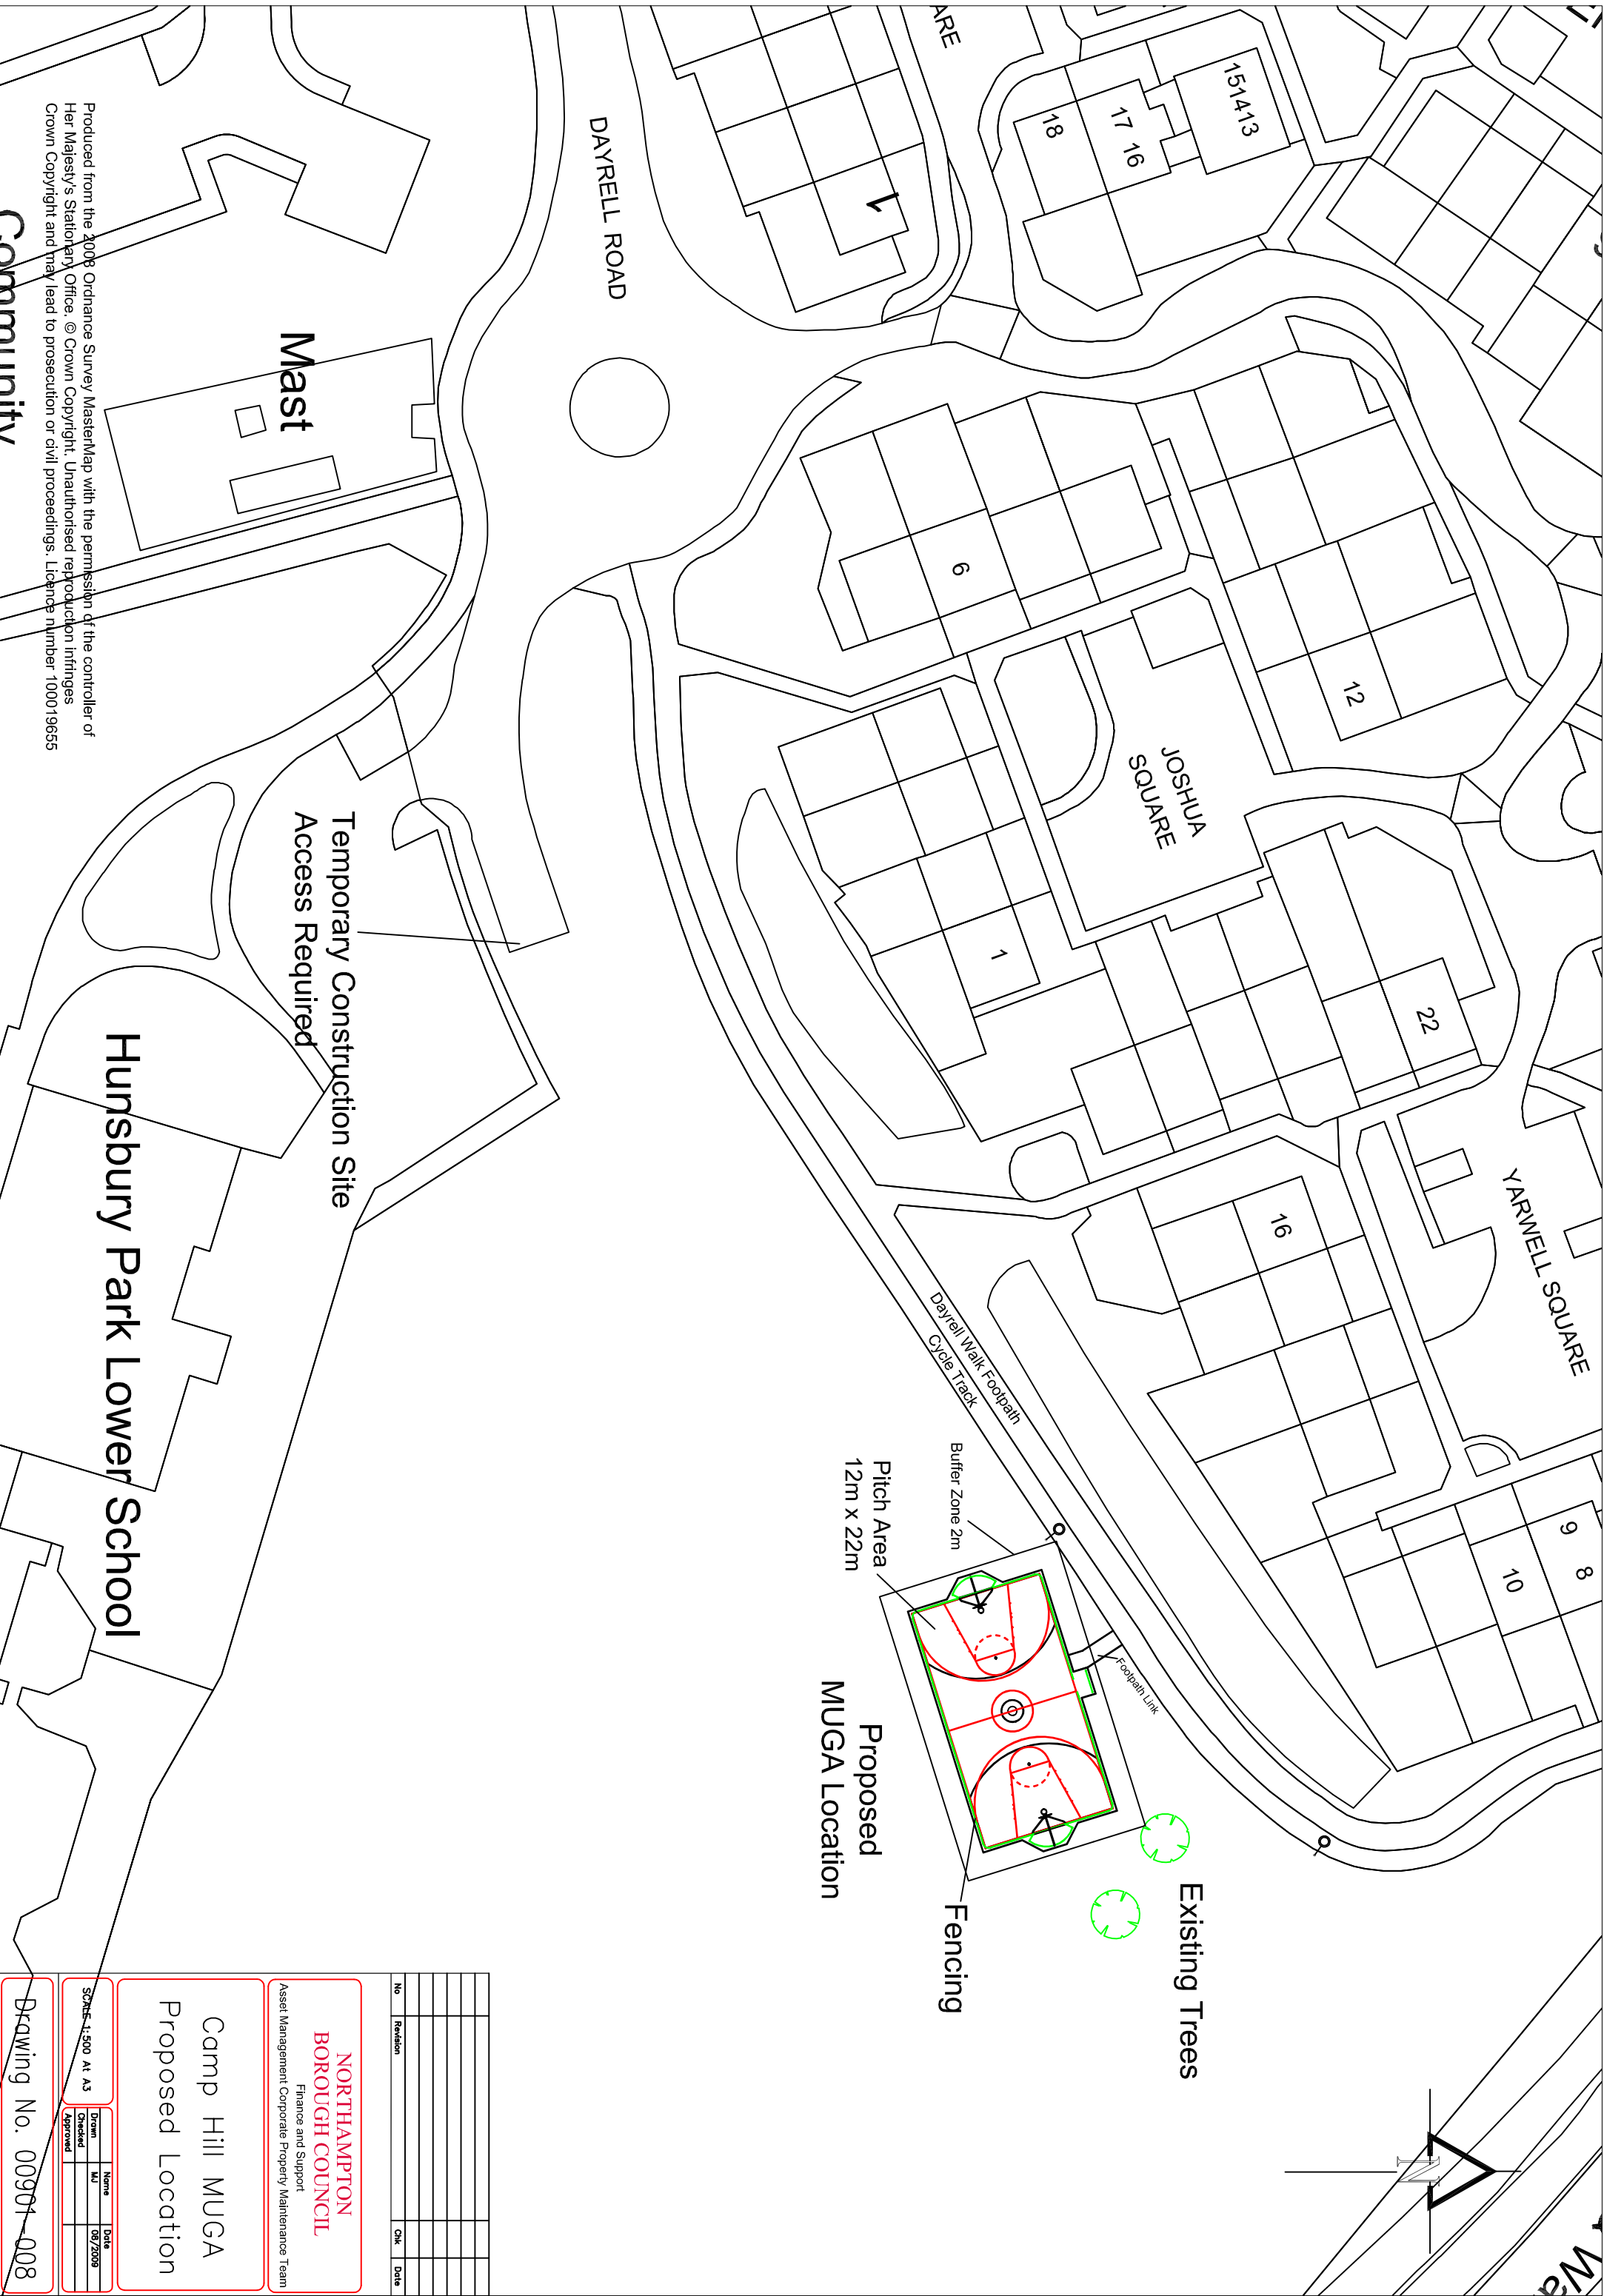 DAYRELL ROAD
1
18
17
16
151413
6
12
JOSHUA
SQUARE
1
22
16
YARWELL SQUARE
9
8
10
Mast
Community
Produced from the 2008 Ordnance Survey MasterMap with the permission of the controller of
Her Majesty's Stationary Office. © Crown Copyright. Unauthorised reproduction infringes
Crown Copyright and may lead to prosecution or civil proceedings. Licence number 100019655
Temporary Construction Site
Access Required
Hunsbury Park Lower School
Dayrell Walk Footpath
Cycle Track
Buffer Zone 2m
Pitch Area
12m x 22m
Footpath Link
Proposed
MUGA Location
Fencing
Existing Trees
N
No Revision Chk Date
NORTHAMPTON
BOROUGH COUNCIL
Finance and Support
Asset Management Corporate Property Maintenance Team
Camp Hill MUGA
Proposed Location
SCALE 1:500 At A3
Name Date
Drawn MJ 08/2009
Checked
Approved
Drawing No. 00901-008